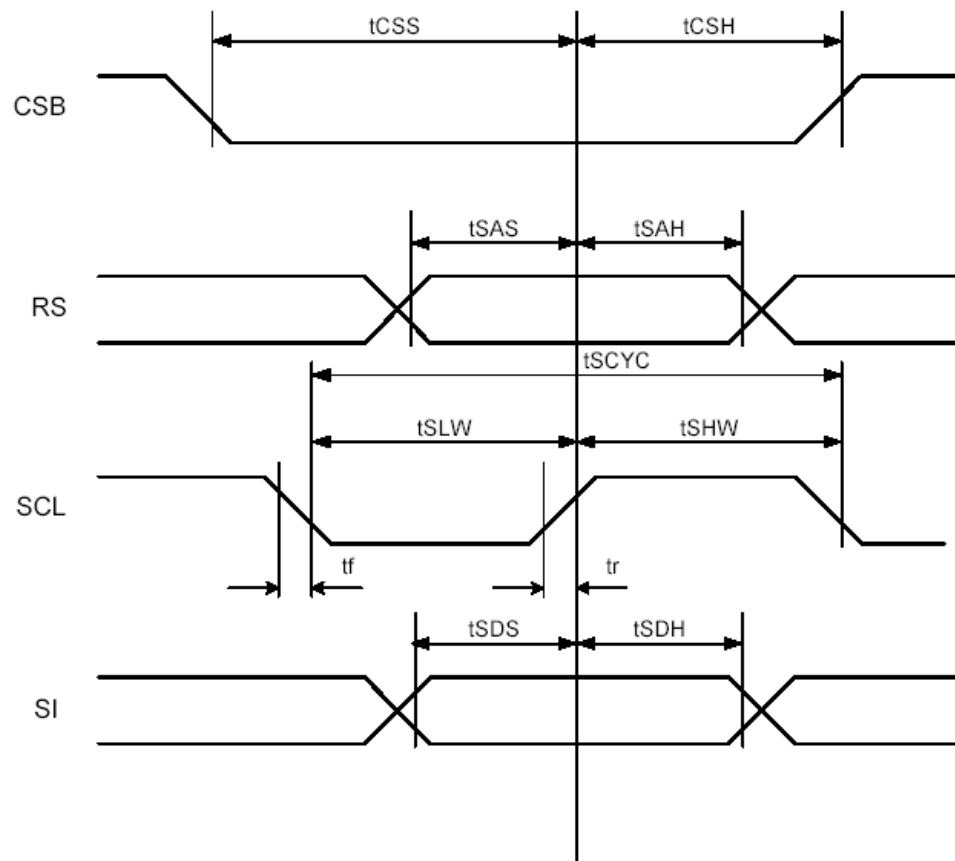 tCSS tCSH
CSB
tSAS tSAH
RS
tSCYC
tSLW tSHW
SCL
tf tr
tSDS tSDH
SI